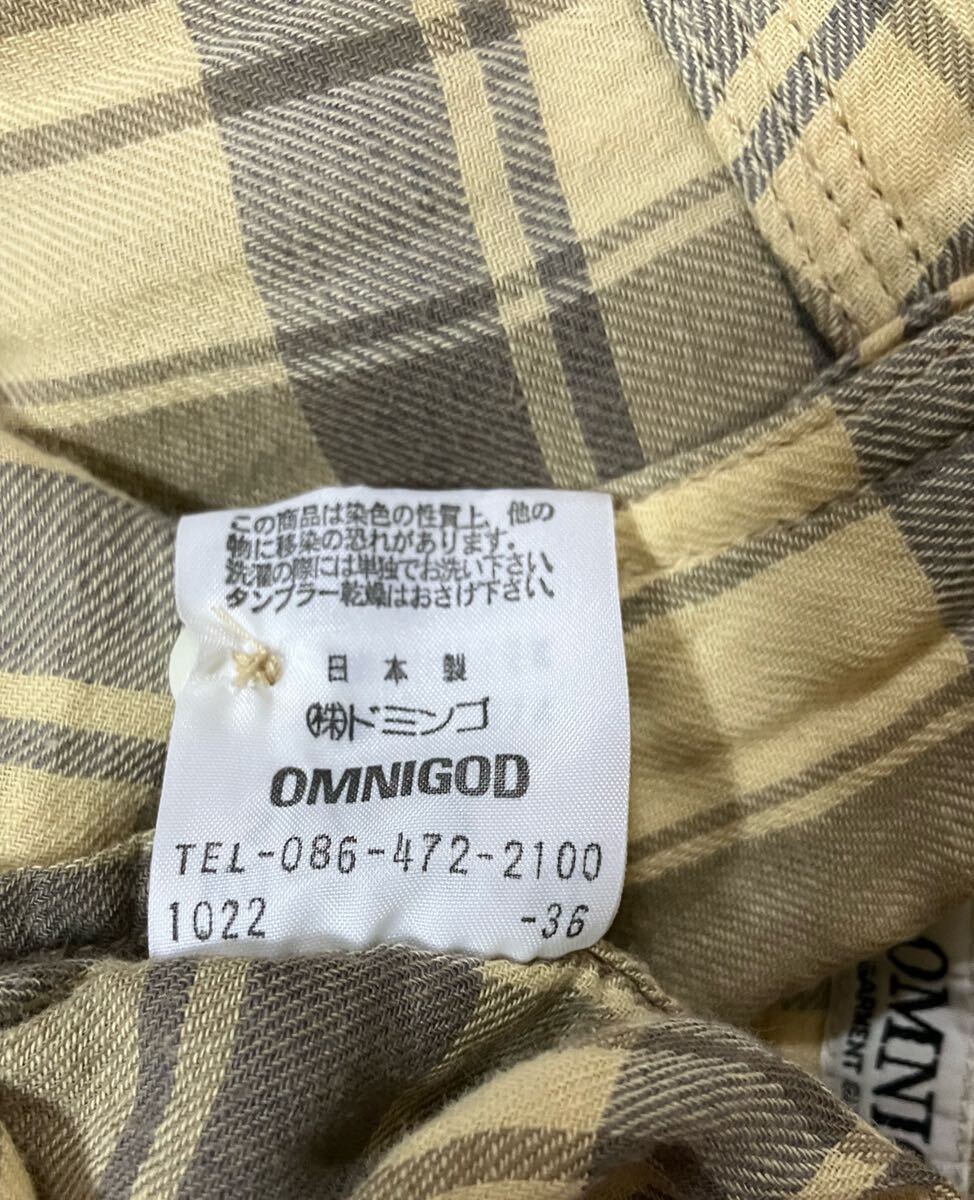 この商品は染色の性質上、他の
物に移染の恐れがあります.
洗濯の際には単独でお洗い下さい.
タンブラー乾燥はおさけ下さい.
日本製
㈱ドミンゴ
OMNIGOD
TEL-086-472-2100
1022 -36
OMNI
GARMENT